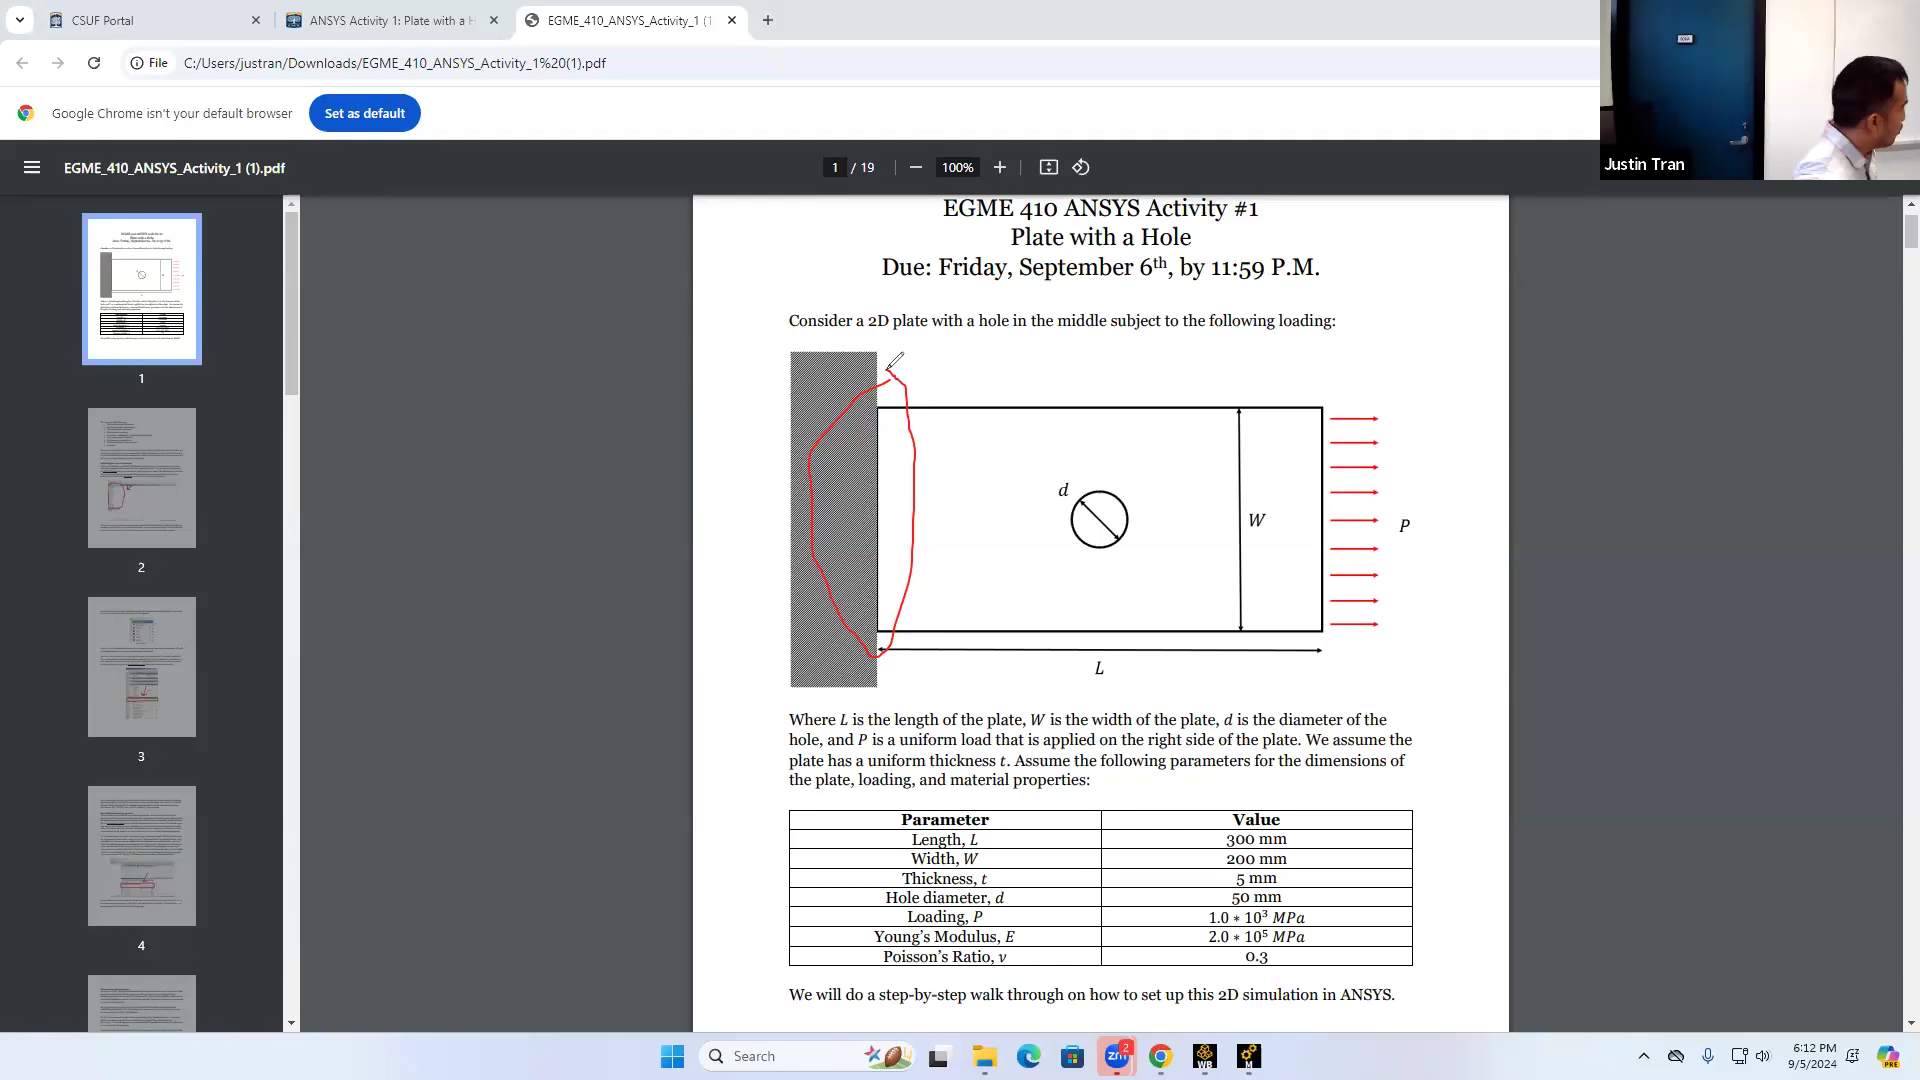 CSUF Portal
ANSYS Activity 1: Plate with a H
EGME_410_ANSYS_Activity_1 (1
File
C:/Users/justran/Downloads/EGME_410_ANSYS_Activity_1%20(1).pdf
Google Chrome isn't your default browser
Set as default
Justin Tran
EGME_410_ANSYS_Activity_1 (1).pdf
1 / 19
100%
1
2
3
4
EGME 410 ANSYS Activity #1
Plate with a Hole
Due: Friday, September 6th, by 11:59 P.M.
Consider a 2D plate with a hole in the middle subject to the following loading:
d
W
P
L
Where L is the length of the plate, W is the width of the plate, d is the diameter of the
hole, and P is a uniform load that is applied on the right side of the plate. We assume the
plate has a uniform thickness t. Assume the following parameters for the dimensions of
the plate, loading, and material properties:
Parameter Value
Length, L 300 mm
Width, W 200 mm
Thickness, t 5 mm
Hole diameter, d 50 mm
Loading, P 1.0 * 10³ MPa
Young's Modulus, E 2.0 * 10⁵ MPa
Poisson's Ratio, ν 0.3
We will do a step-by-step walk through on how to set up this 2D simulation in ANSYS.
Search
zm
2
WB
M
6:12 PM
9/5/2024
PRE